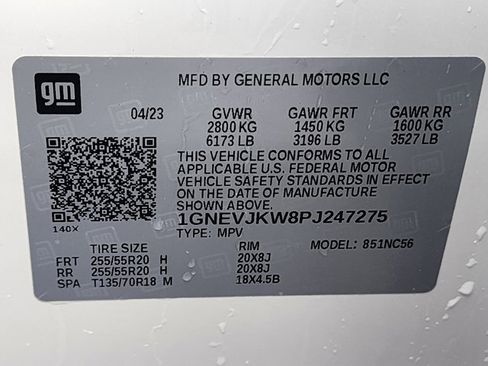 gm
MFD BY GENERAL MOTORS LLC
04/23 GVWR GAWR FRT GAWR RR
2800 KG 1450 KG 1600 KG
6173 LB 3196 LB 3527 LB
THIS VEHICLE CONFORMS TO ALL
APPLICABLE U.S. FEDERAL MOTOR
VEHICLE SAFETY STANDARDS IN EFFECT
ON THE DATE OF MANUFACTURE
SHOWN ABOVE.
140X 1GNEVJKW8PJ247275
TYPE: MPV
TIRE SIZE RIM MODEL: 851NC56
FRT 255/55R20 H 20X8J
RR 255/55R20 H 20X8J
SPA T135/70R18 M 18X4.5B